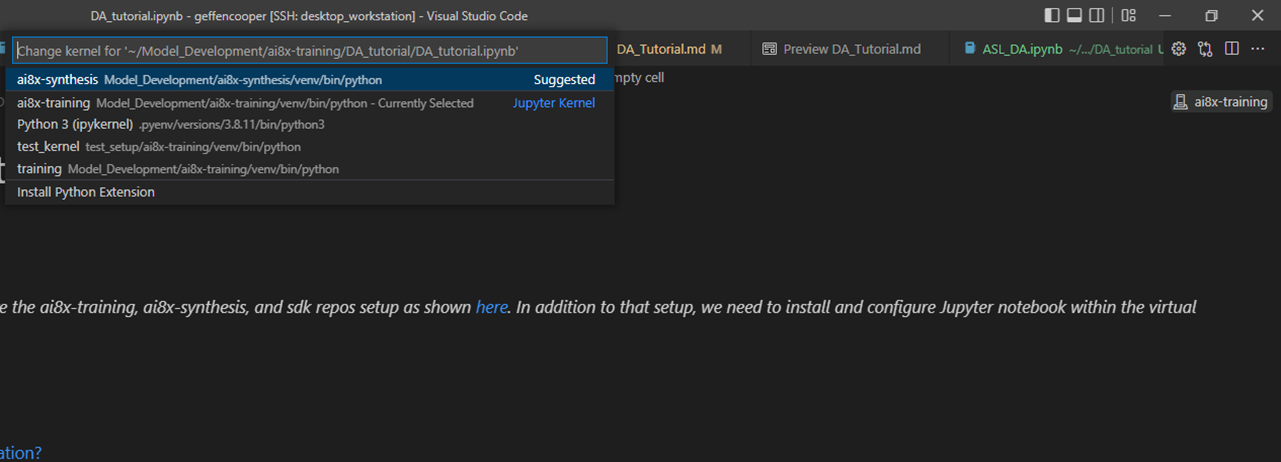 DA_tutorial.ipynb - geffencooper [SSH: desktop_workstation] - Visual Studio Code
Change kernel for '~/Model_Development/ai8x-training/DA_tutorial/DA_tutorial.ipynb'
DA_Tutorial.md M Preview DA_Tutorial.md ASL_DA.ipynb ~/.../DA_tutorial U
ai8x-synthesis Model_Development/ai8x-synthesis/venv/bin/python Suggested
mpty cell
ai8x-training Model_Development/ai8x-training/venv/bin/python - Currently Selected Jupyter Kernel
ai8x-training
Python 3 (ipykernel) .pyenv/versions/3.8.11/bin/python3
test_kernel test_setup/ai8x-training/venv/bin/python
training Model_Development/ai8x-training/venv/bin/python
Install Python Extension
e the ai8x-training, ai8x-synthesis, and sdk repos setup as shown here. In addition to that setup, we need to install and configure Jupyter notebook within the virtual
ation?